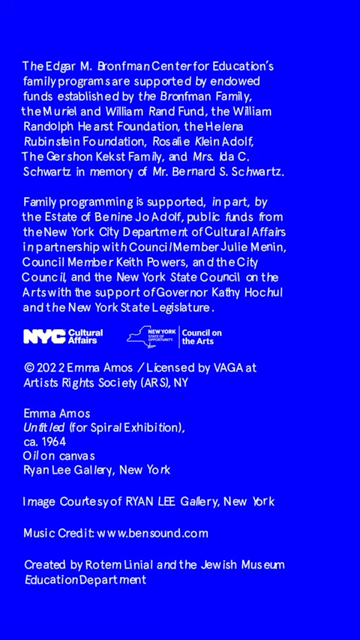 The Edgar M. Bronfman Center for Education's
family programs are supported by endowed
funds established by the Bronfman Family,
the Muriel and William Rand Fund, the William
Randolph Hearst Foundation, the Helena
Rubinstein Foundation, Rosalie Klein Adolf,
The Gershon Kekst Family, and Mrs. Ida C.
Schwartz in memory of Mr. Bernard S. Schwartz.
Family programming is supported, in part, by
the Estate of Benine Jo Adolf, public funds from
the New York City Department of Cultural Affairs
in partnership with Council Member Julie Menin,
Council Member Keith Powers, and the City
Council, and the New York State Council on the
Arts with the support of Governor Kathy Hochul
and the New York State Legislature.
NYC Cultural Affairs
NEW YORK STATE OF OPPORTUNITY. Council on the Arts
© 2022 Emma Amos / Licensed by VAGA at
Artists Rights Society (ARS), NY
Emma Amos
Untitled (for Spiral Exhibition),
ca. 1964
Oil on canvas
Ryan Lee Gallery, New York
Image Courtesy of RYAN LEE Gallery, New York
Music Credit: www.bensound.com
Created by Rotem Linial and the Jewish Museum
Education Department